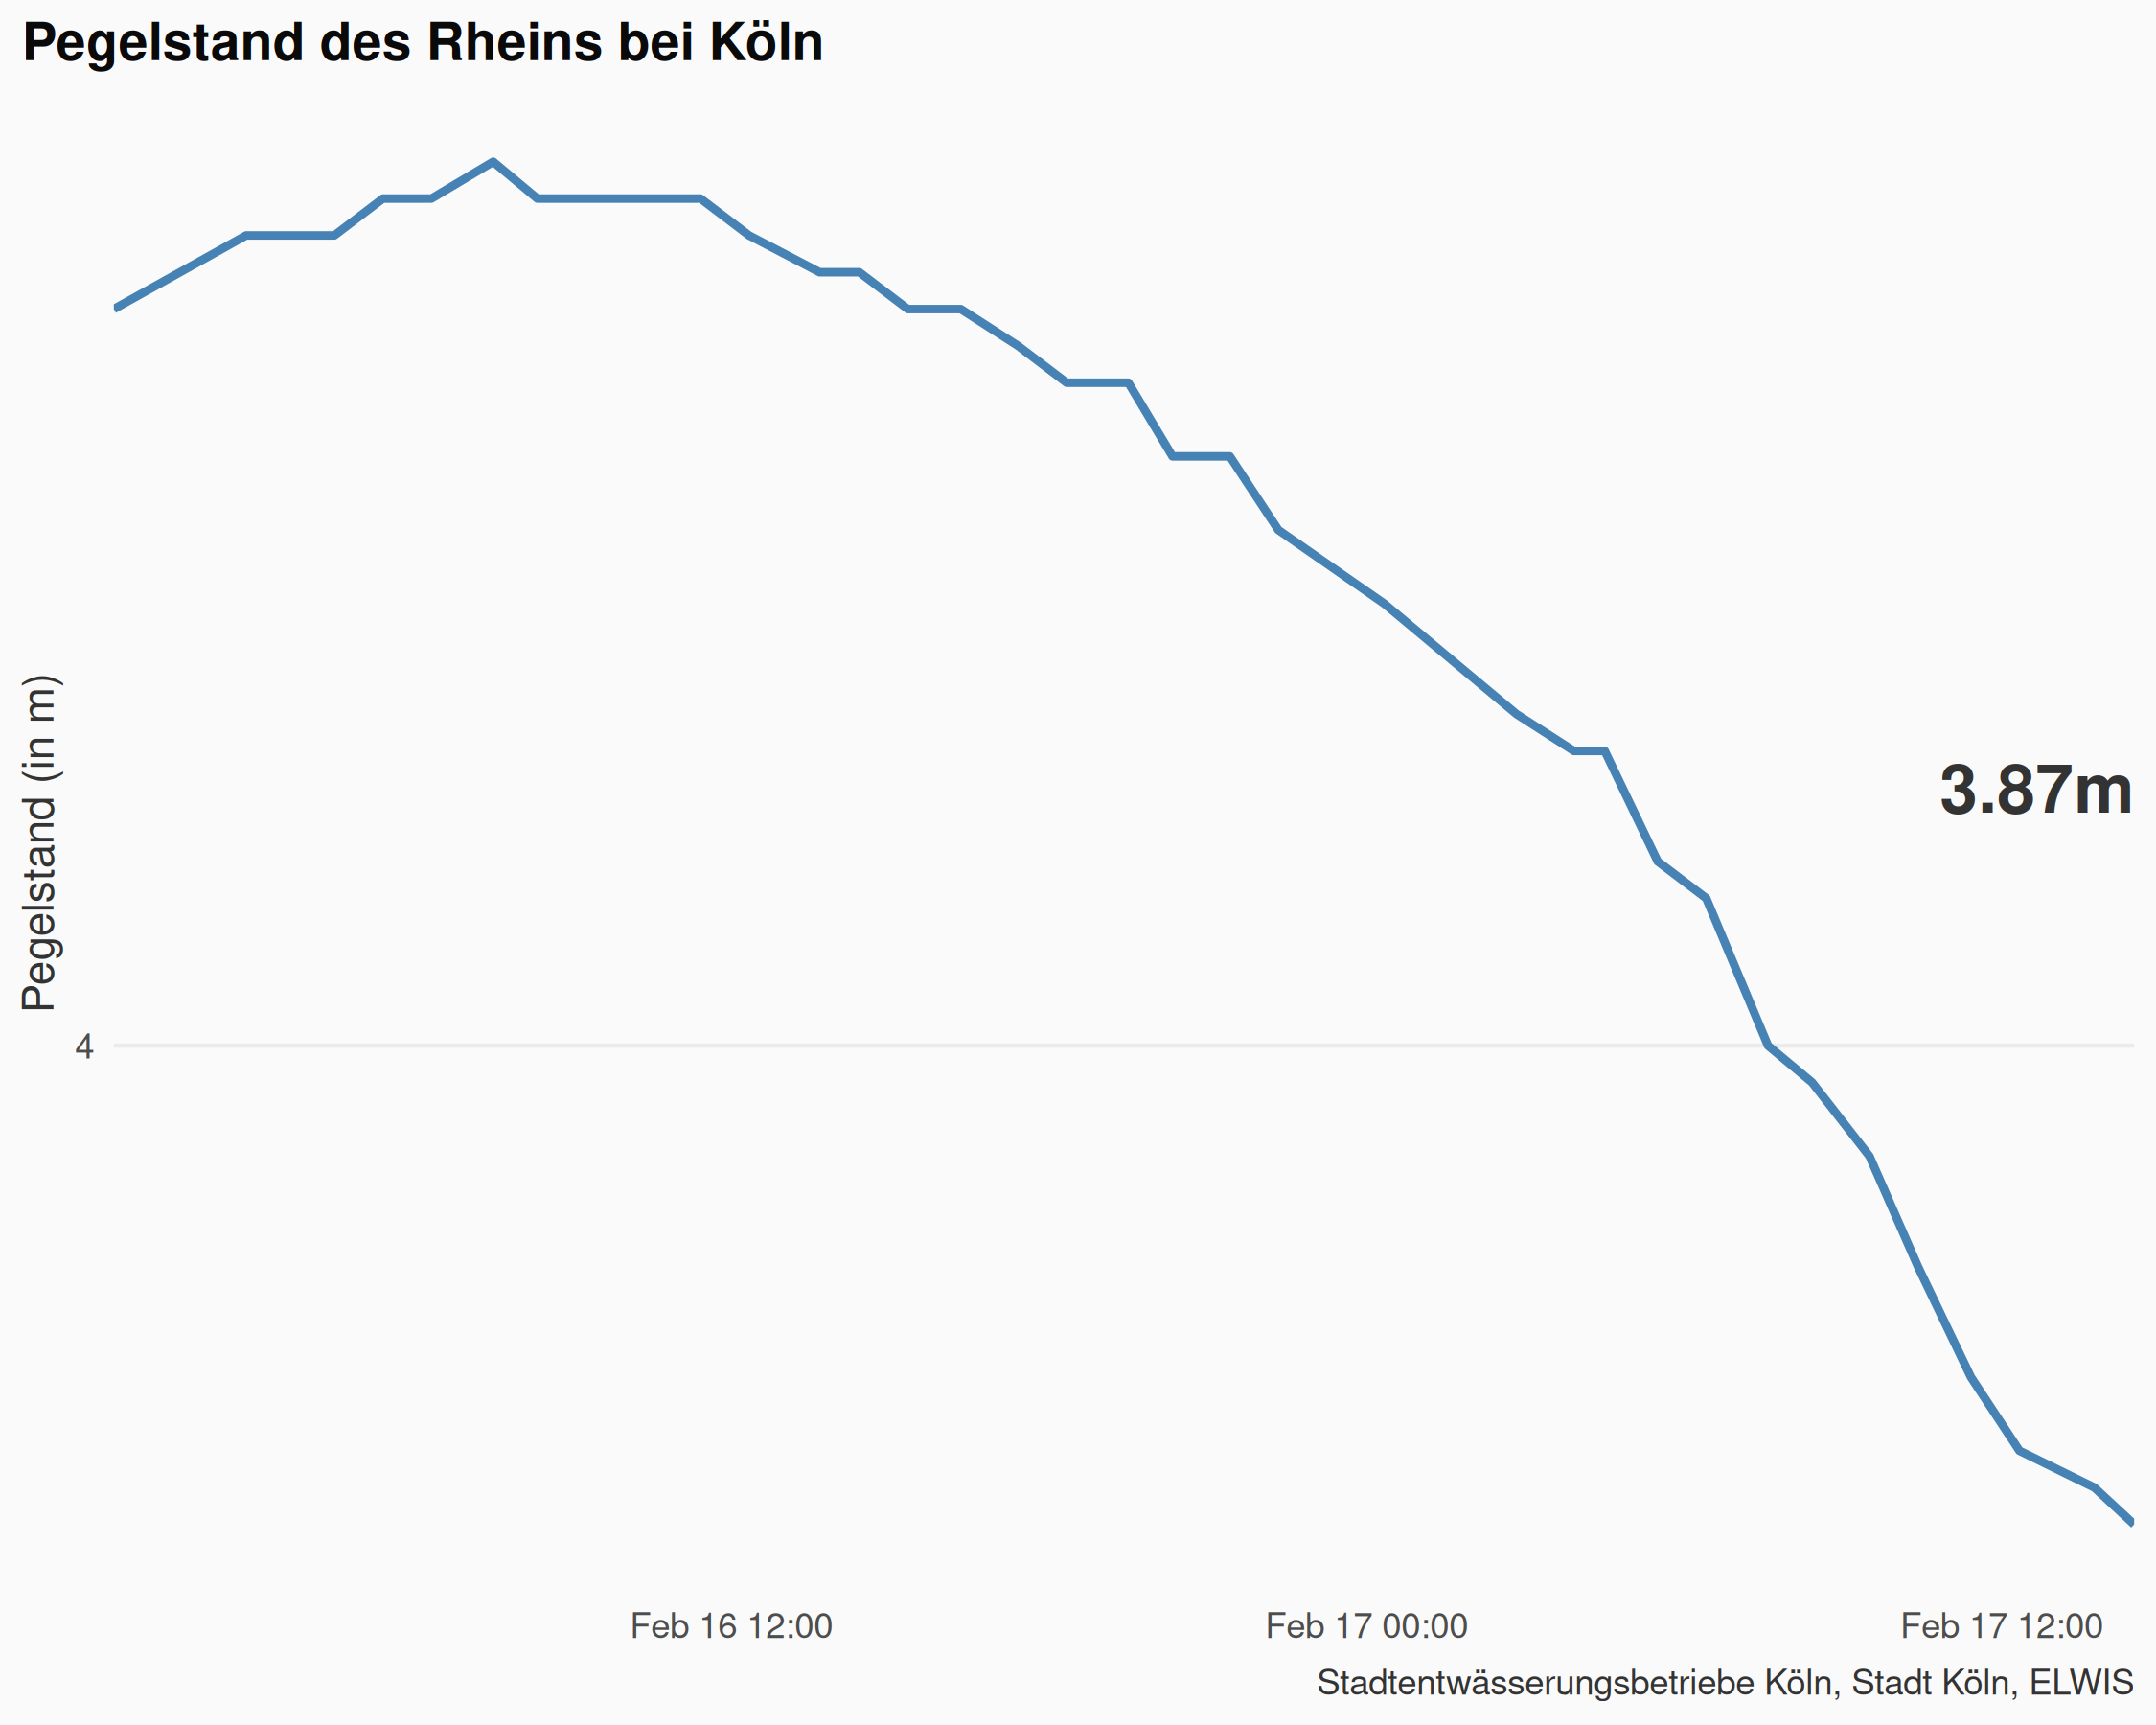 Pegelstand des Rheins bei Köln
Pegelstand (in m)
3.87m
4
Feb 16 12:00
Feb 17 00:00
Feb 17 12:00
Stadtentwässerungsbetriebe Köln, Stadt Köln, ELWIS